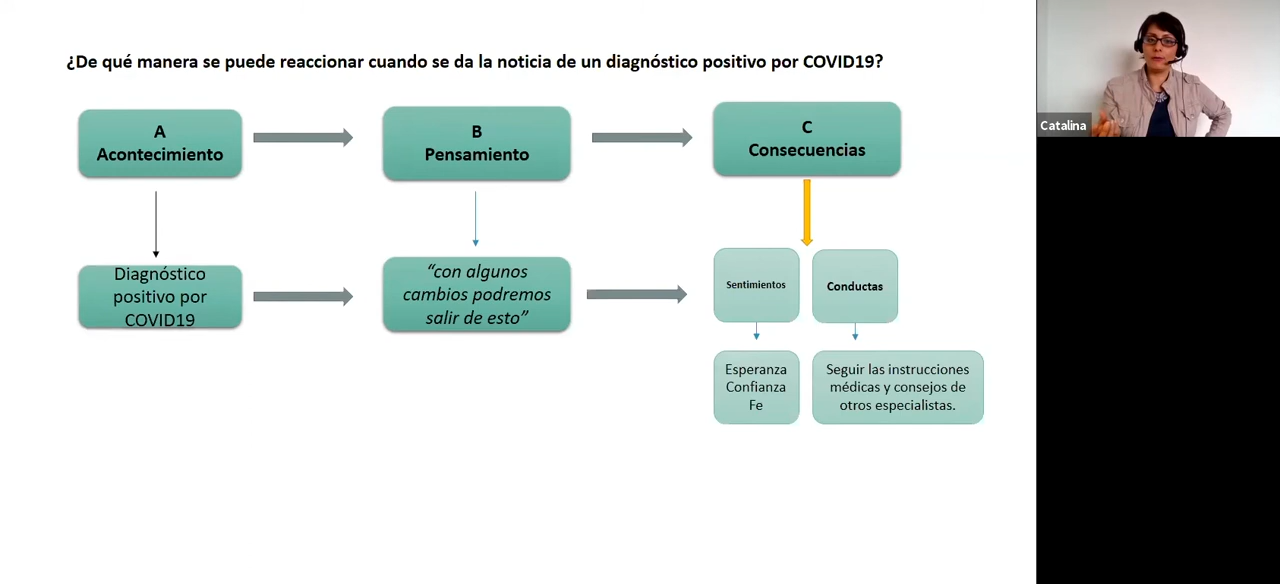 ¿De qué manera se puede reaccionar cuando se da la noticia de un diagnóstico positivo por COVID19?
A
Acontecimiento
B
Pensamiento
C
Consecuencias
Diagnóstico
positivo por
COVID19
“con algunos
cambios podremos
salir de esto”
Sentimientos
Conductas
Esperanza
Confianza
Fe
Seguir las instrucciones
médicas y consejos de
otros especialistas.
Catalina